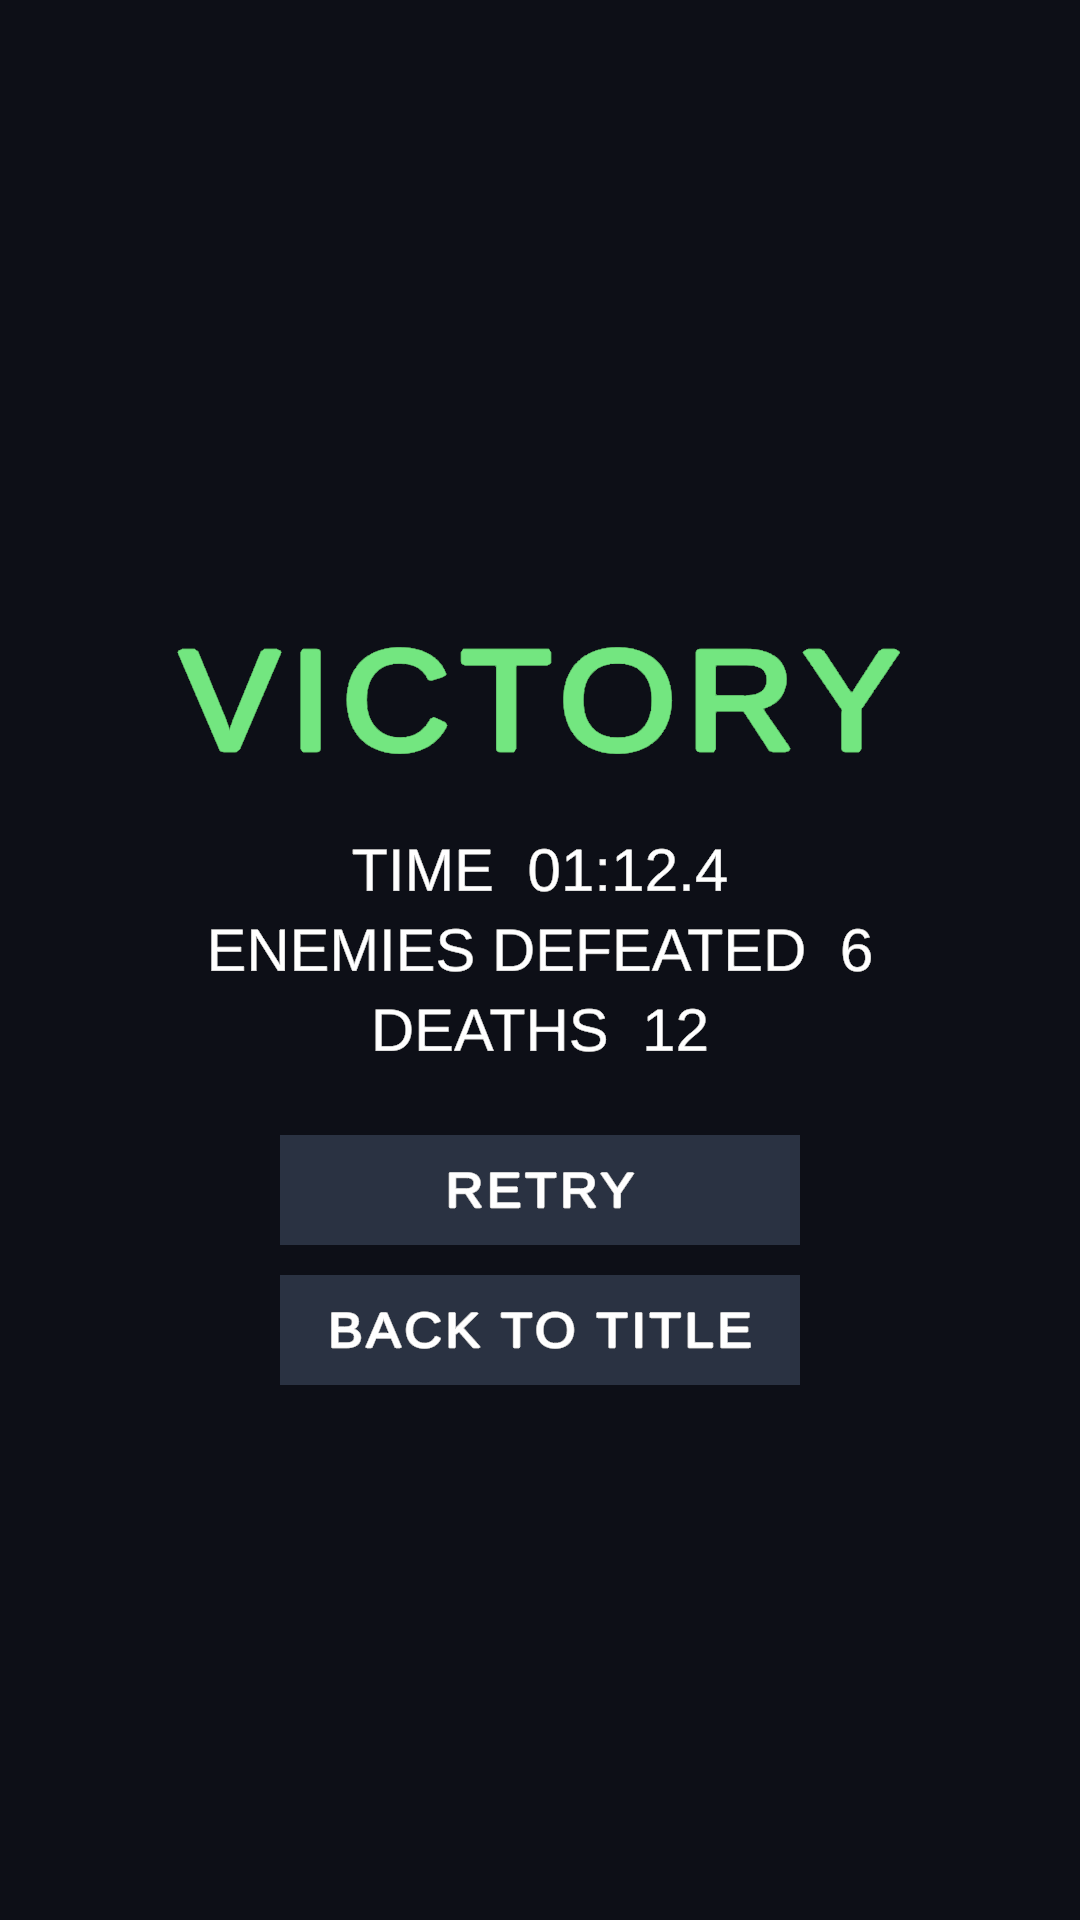 VICTORY
TIME  01:12.4
ENEMIES DEFEATED  6
DEATHS  12
RETRY
BACK TO TITLE